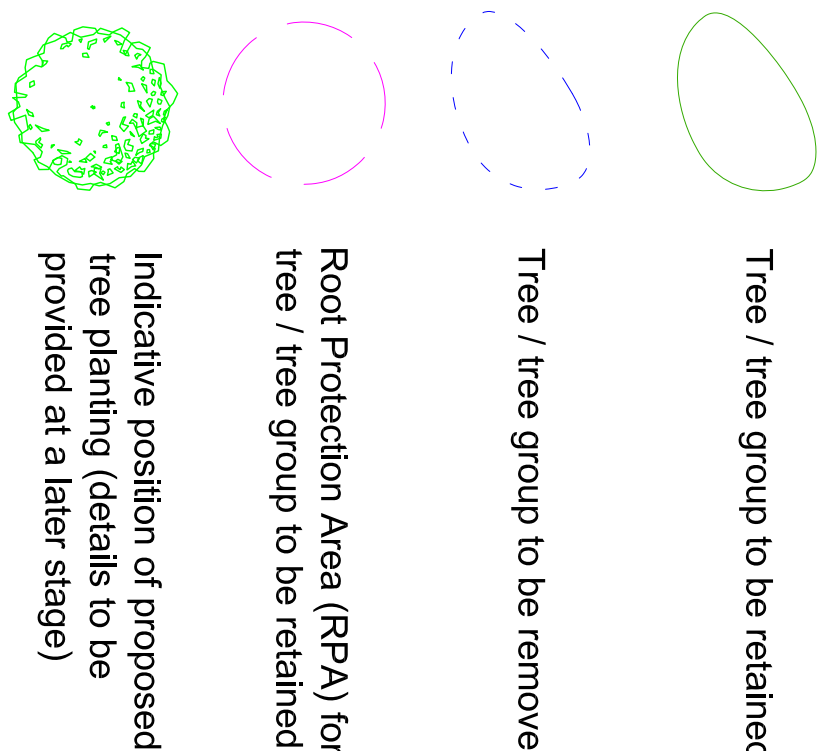 Tree / tree group to be retained
Tree / tree group to be remove
Root Protection Area (RPA) for
tree / tree group to be retained
Indicative position of proposed
tree planting (details to be
provided at a later stage)